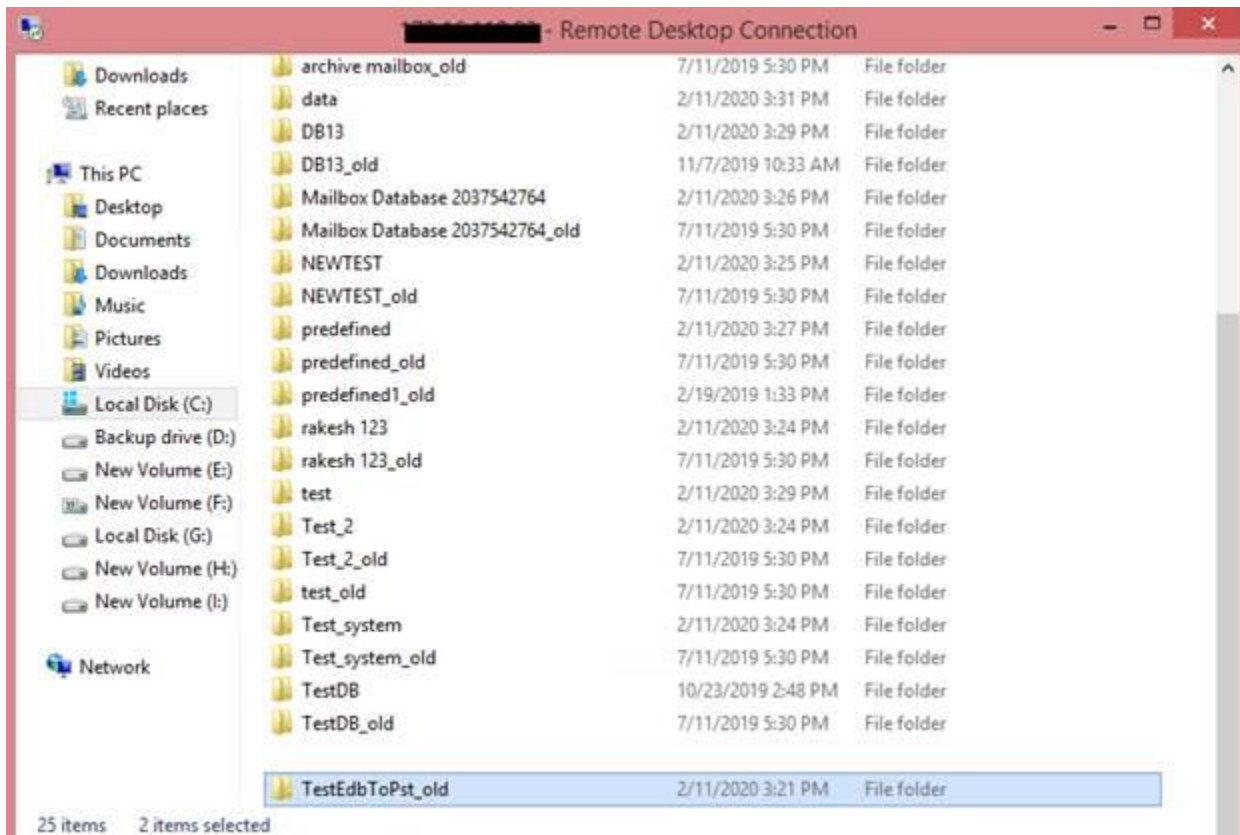 - Remote Desktop Connection
Downloads
Recent places
This PC
Desktop
Documents
Downloads
Music
Pictures
Videos
Local Disk (C:)
Backup drive (D:)
New Volume (E:)
New Volume (F:)
Local Disk (G:)
New Volume (H:)
New Volume (I:)
Network
archive mailbox_old 7/11/2019 5:30 PM File folder
data 2/11/2020 3:31 PM File folder
DB13 2/11/2020 3:29 PM File folder
DB13_old 11/7/2019 10:33 AM File folder
Mailbox Database 2037542764 2/11/2020 3:26 PM File folder
Mailbox Database 2037542764_old 7/11/2019 5:30 PM File folder
NEWTEST 2/11/2020 3:25 PM File folder
NEWTEST_old 7/11/2019 5:30 PM File folder
predefined 2/11/2020 3:27 PM File folder
predefined_old 7/11/2019 5:30 PM File folder
predefined1_old 2/19/2019 1:33 PM File folder
rakesh 123 2/11/2020 3:24 PM File folder
rakesh 123_old 7/11/2019 5:30 PM File folder
test 2/11/2020 3:29 PM File folder
Test_2 2/11/2020 3:24 PM File folder
Test_2_old 7/11/2019 5:30 PM File folder
test_old 7/11/2019 5:30 PM File folder
Test_system 2/11/2020 3:24 PM File folder
Test_system_old 7/11/2019 5:30 PM File folder
TestDB 10/23/2019 2:48 PM File folder
TestDB_old 7/11/2019 5:30 PM File folder
TestEdbToPst_old 2/11/2020 3:21 PM File folder
25 items 2 items selected